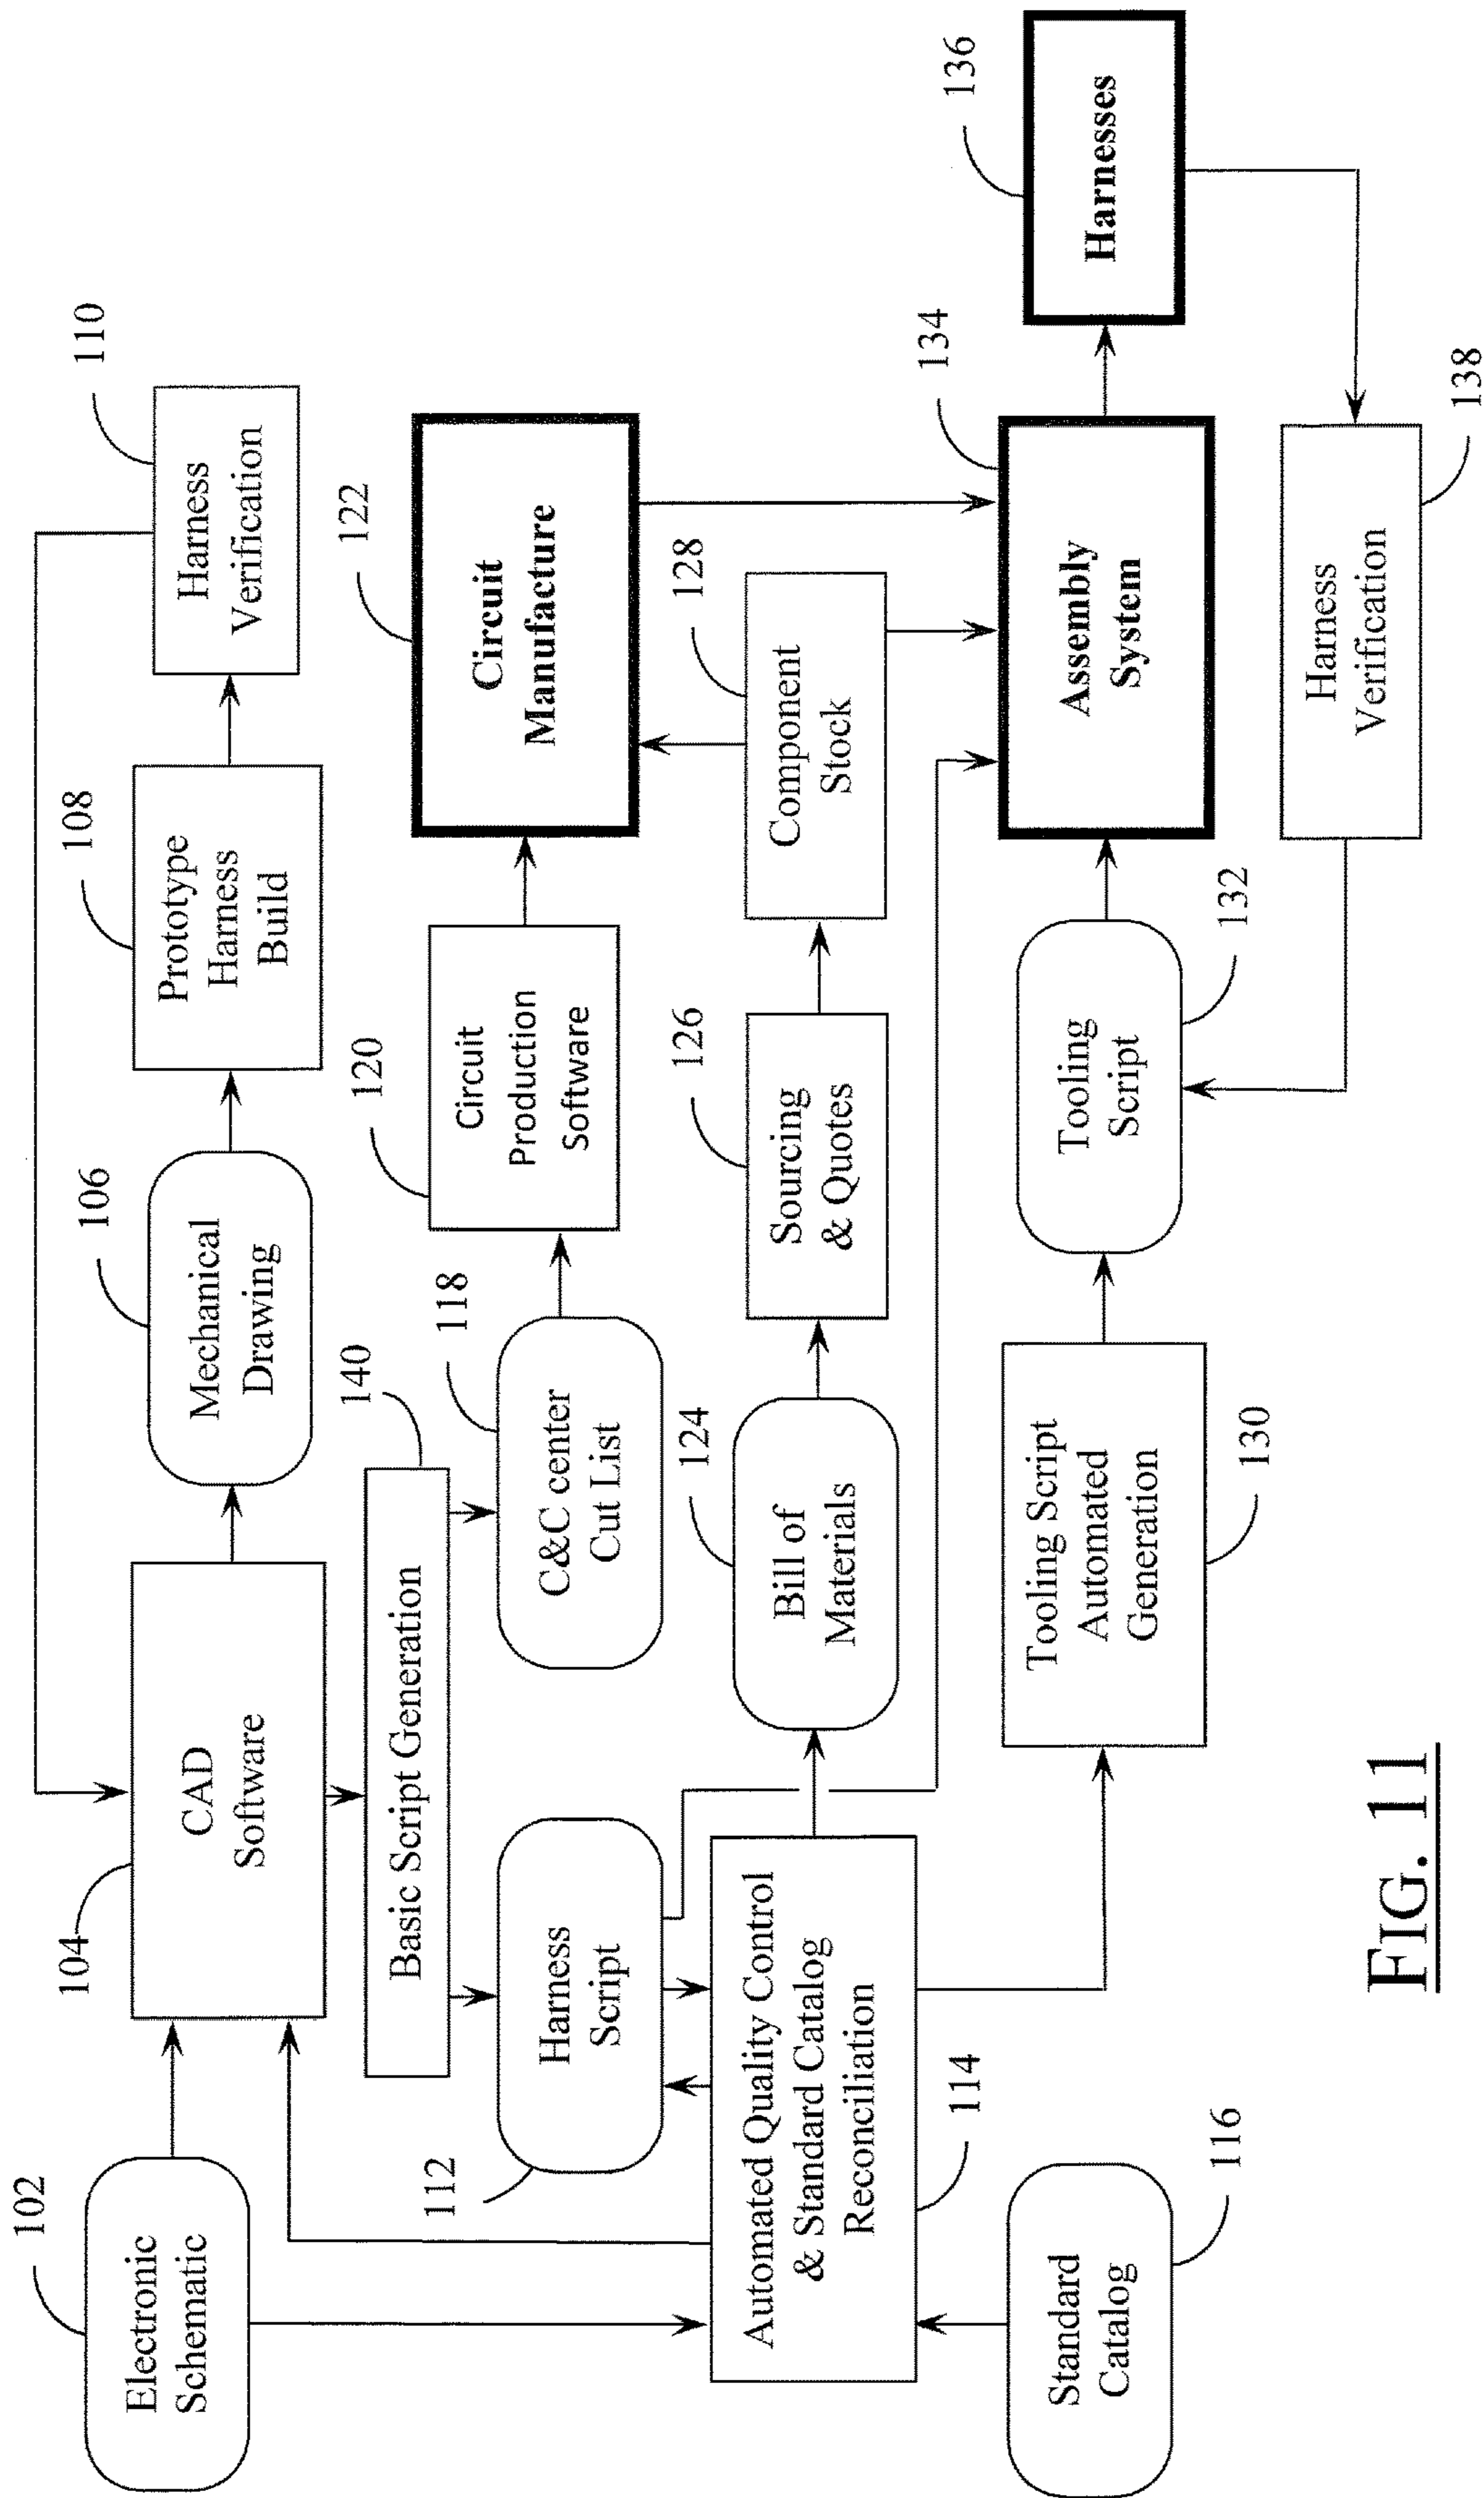 102
Electronic
Schematic
104
CAD
Software
106
Mechanical
Drawing
108
Prototype
Harness
Build
110
Harness
Verification
140
Basic Script Generation
112
Harness
Script
118
C&C center
Cut List
120
Circuit
Production
Software
122
Circuit
Manufacture
114
Automated Quality Control
& Standard Catalog
Reconciliation
124
Bill of
Materials
126
Sourcing
& Quotes
128
Component
Stock
116
Standard
Catalog
130
Tooling Script
Automated
Generation
132
Tooling
Script
134
Assembly
System
136
Harnesses
138
Harness
Verification
FIG. 11